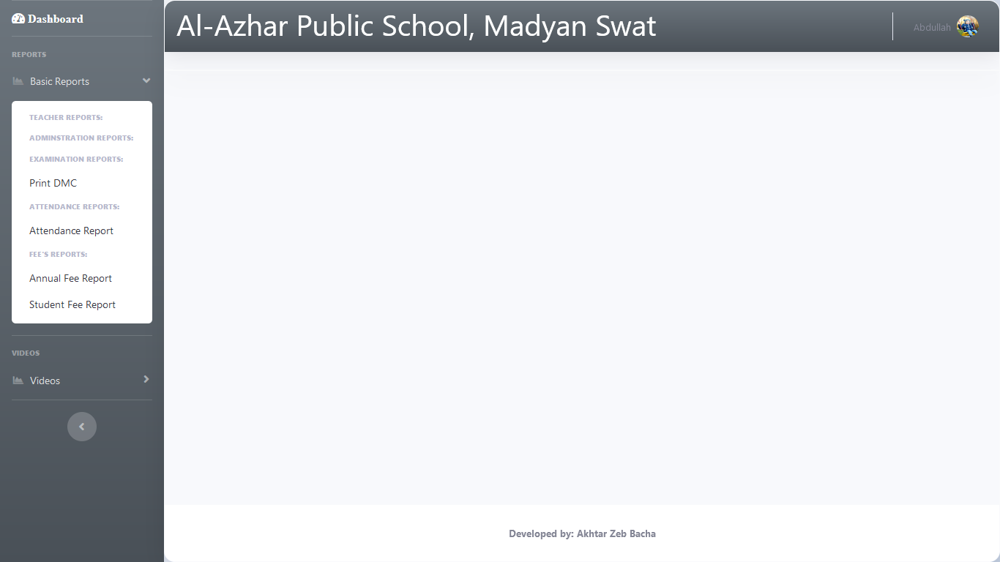 Dashboard
REPORTS
Basic Reports
TEACHER REPORTS:
ADMINSTRATION REPORTS:
EXAMINATION REPORTS:
Print DMC
ATTENDANCE REPORTS:
Attendance Report
FEE'S REPORTS:
Annual Fee Report
Student Fee Report
VIDEOS
Videos
Al-Azhar Public School, Madyan Swat
Abdullah
Developed by: Akhtar Zeb Bacha